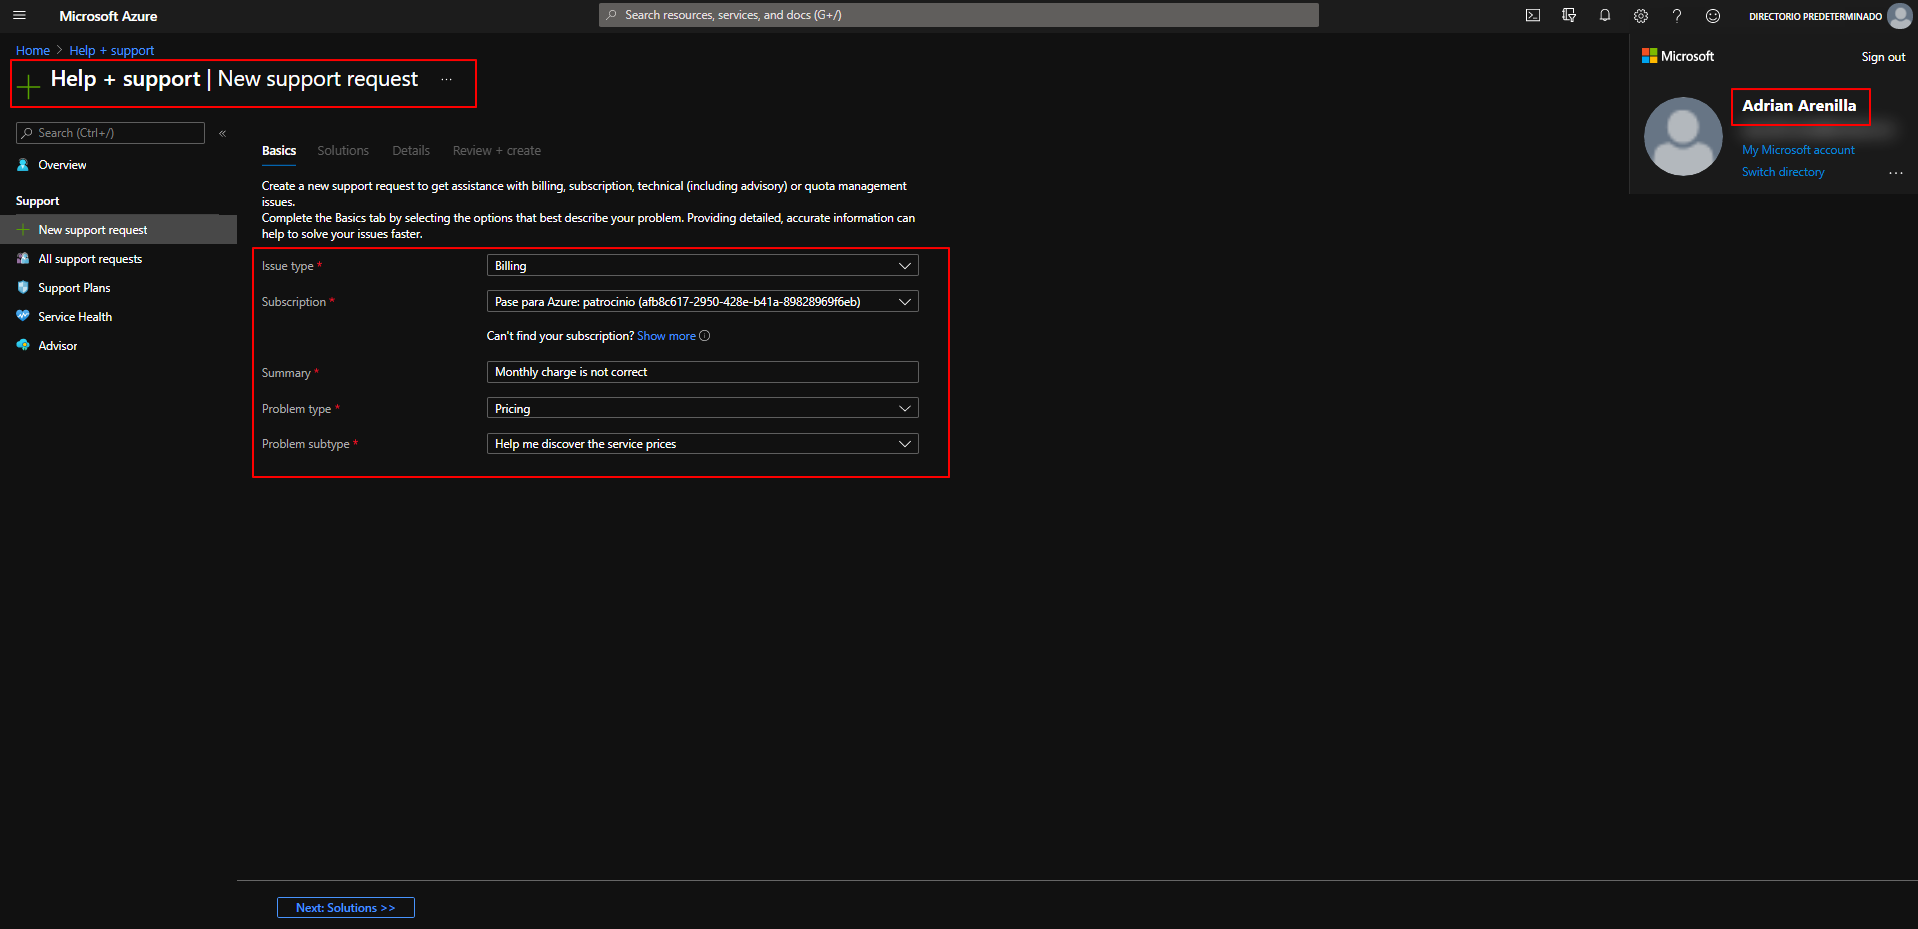 Microsoft Azure
Search resources, services, and docs (G+/)
DIRECTORIO PREDETERMINADO
Home > Help + support
Help + support | New support request ...
Microsoft
Sign out
Adrian Arenilla
My Microsoft account
Switch directory
...
Search (Ctrl+/)
«
Overview
Support
New support request
All support requests
Support Plans
Service Health
Advisor
Basics Solutions Details Review + create
Create a new support request to get assistance with billing, subscription, technical (including advisory) or quota management
issues.
Complete the Basics tab by selecting the options that best describe your problem. Providing detailed, accurate information can
help to solve your issues faster.
Issue type * Billing
Subscription * Pase para Azure: patrocinio (afb8c617-2950-428e-b41a-89828969f6eb)
Can't find your subscription? Show more
Summary * Monthly charge is not correct
Problem type * Pricing
Problem subtype * Help me discover the service prices
Next: Solutions >>